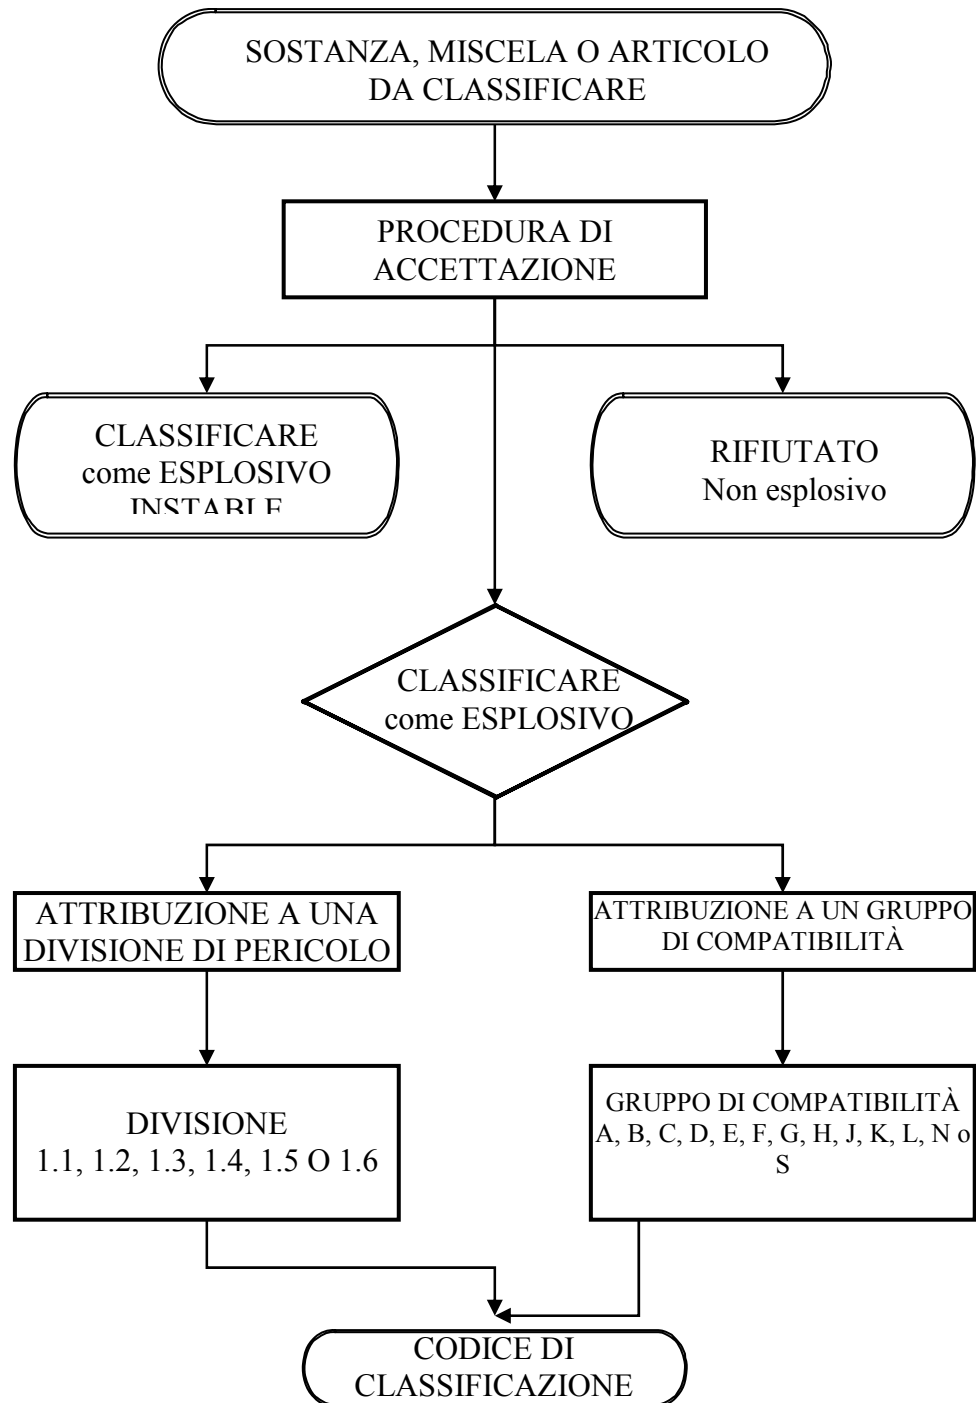 SOSTANZA, MISCELA O ARTICOLO
DA CLASSIFICARE
PROCEDURA DI
ACCETTAZIONE
CLASSIFICARE
come ESPLOSIVO
INSTABLE
RIFIUTATO
Non esplosivo
CLASSIFICARE
come ESPLOSIVO
ATTRIBUZIONE A UNA
DIVISIONE DI PERICOLO
ATTRIBUZIONE A UN GRUPPO
DI COMPATIBILITÀ
DIVISIONE
1.1, 1.2, 1.3, 1.4, 1.5 O 1.6
GRUPPO DI COMPATIBILITÀ
A, B, C, D, E, F, G, H, J, K, L, N o
S
CODICE DI
CLASSIFICAZIONE